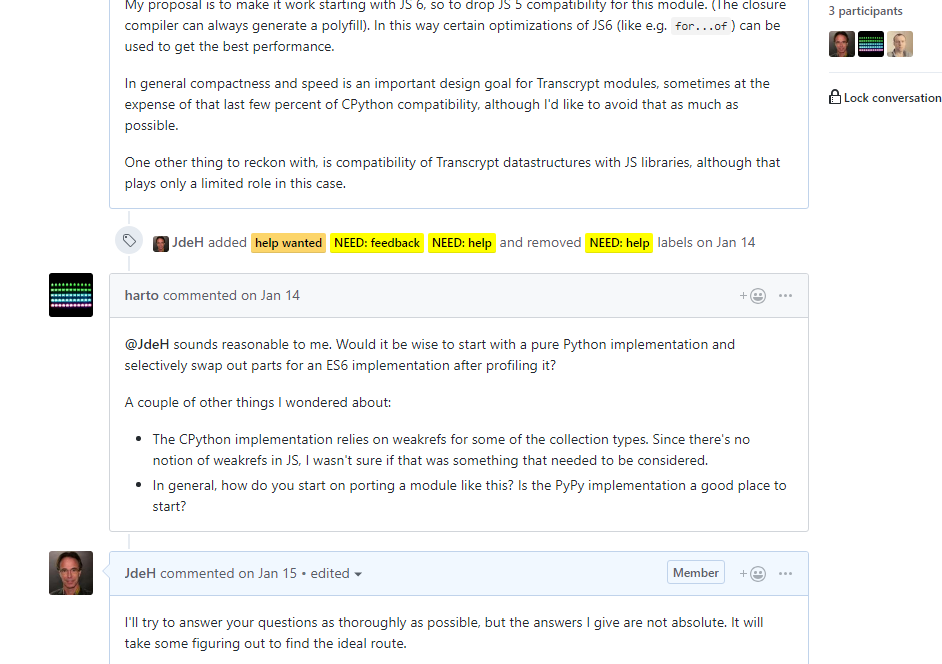 My proposal is to make it work starting with JS 6, so to drop JS 5 compatibility for this module. (The closure
compiler can always generate a polyfill). In this way certain optimizations of JS6 (like e.g. for...of) can be
used to get the best performance.
In general compactness and speed is an important design goal for Transcrypt modules, sometimes at the
expense of that last few percent of CPython compatibility, although I'd like to avoid that as much as
possible.
One other thing to reckon with, is compatibility of Transcrypt datastructures with JS libraries, although that
plays only a limited role in this case.
JdeH added help wanted NEED: feedback NEED: help and removed NEED: help labels on Jan 14
harto commented on Jan 14
@JdeH sounds reasonable to me. Would it be wise to start with a pure Python implementation and
selectively swap out parts for an ES6 implementation after profiling it?
A couple of other things I wondered about:
• The CPython implementation relies on weakrefs for some of the collection types. Since there's no
notion of weakrefs in JS, I wasn't sure if that was something that needed to be considered.
• In general, how do you start on porting a module like this? Is the PyPy implementation a good place to
start?
JdeH commented on Jan 15 • edited
Member
I'll try to answer your questions as thoroughly as possible, but the answers I give are not absolute. It will
take some figuring out to find the ideal route.
3 participants
Lock conversation